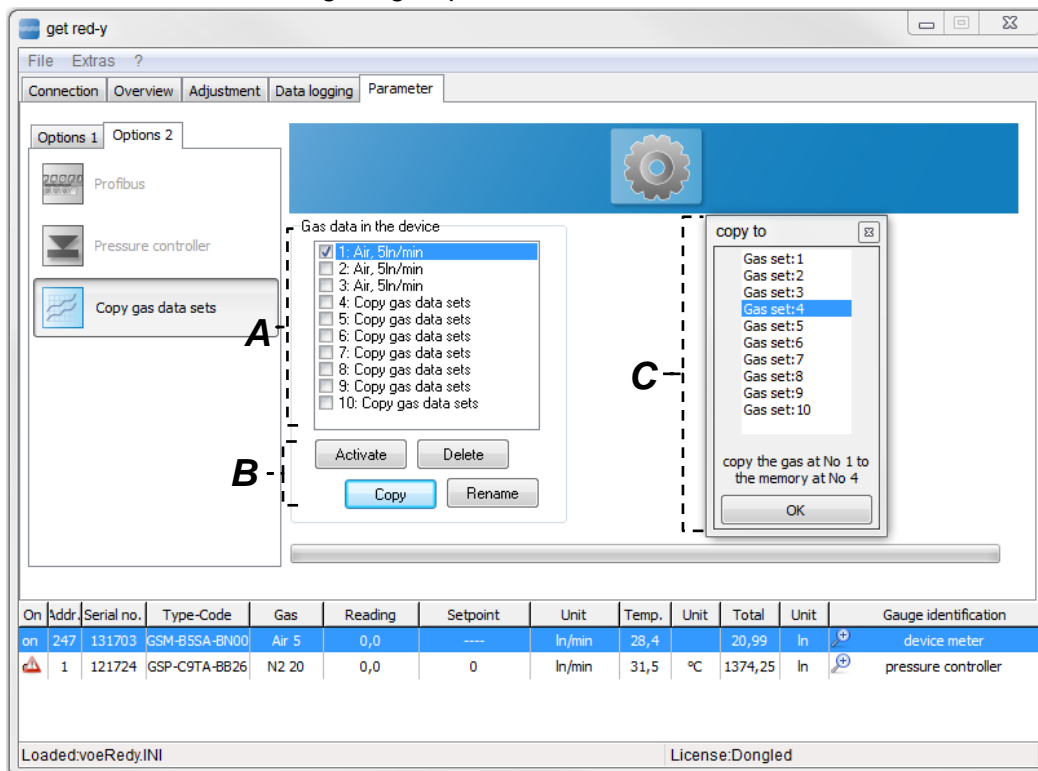 get red-y
File Extras ?
Connection Overview Adjustment Data logging Parameter
Options 1 Options 2
Profibus
Pressure controller
Copy gas data sets
Gas data in the device
1: Air, 5ln/min
2: Air, 5ln/min
3: Air, 5ln/min
4: Copy gas data sets
5: Copy gas data sets
6: Copy gas data sets
7: Copy gas data sets
8: Copy gas data sets
9: Copy gas data sets
10: Copy gas data sets
A
Activate Delete
Copy Rename
B
C
copy to
Gas set:1
Gas set:2
Gas set:3
Gas set:4
Gas set:5
Gas set:6
Gas set:7
Gas set:8
Gas set:9
Gas set:10
copy the gas at No 1 to
the memory at No 4
OK
On Addr. Serial no. Type-Code Gas Reading Setpoint Unit Temp. Unit Total Unit Gauge identification
on 247 131703 GSM-B5SA-BN00 Air 5 0,0 ---- ln/min 28,4 20,99 ln device meter
1 121724 GSP-C9TA-BB26 N2 20 0,0 0 ln/min 31,5 °C 1374,25 ln pressure controller
Loaded:voeRedy.INI License:Dongled